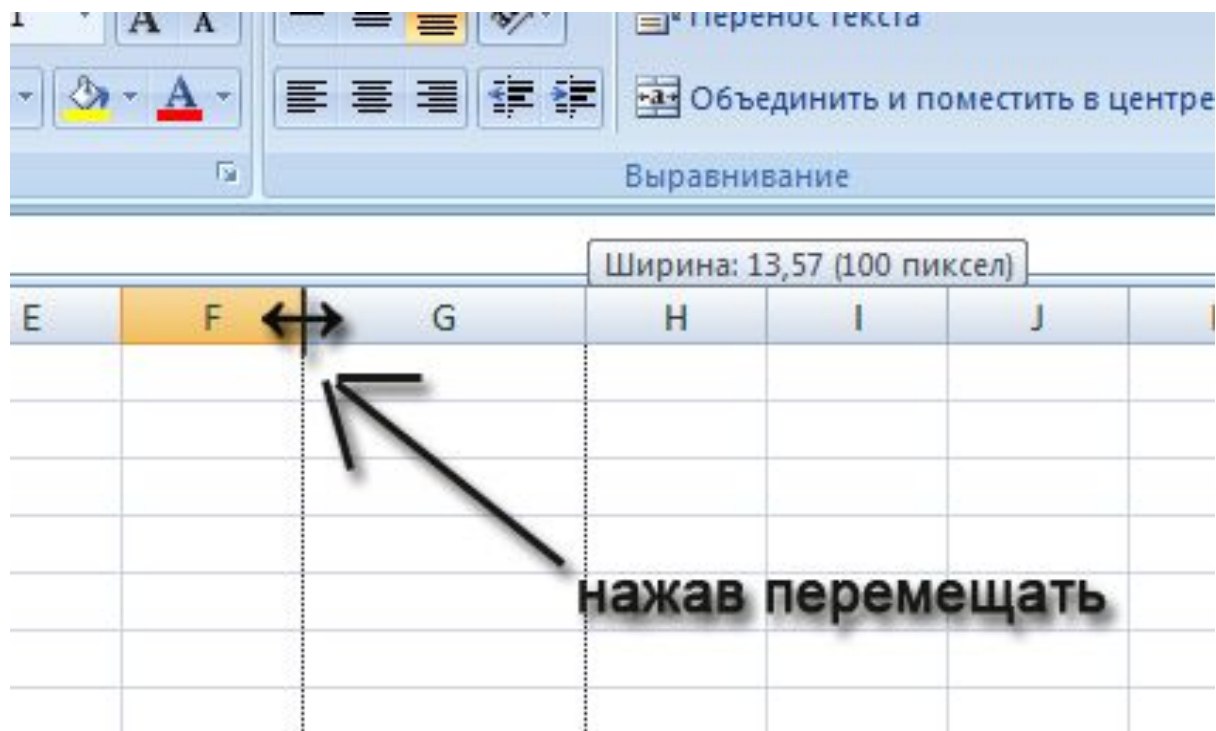 A A
Перенос текста
A
a Объединить и поместить в центре
Выравнивание
Ширина: 13,57 (100 пиксел)
E F G H I J
нажав перемещать